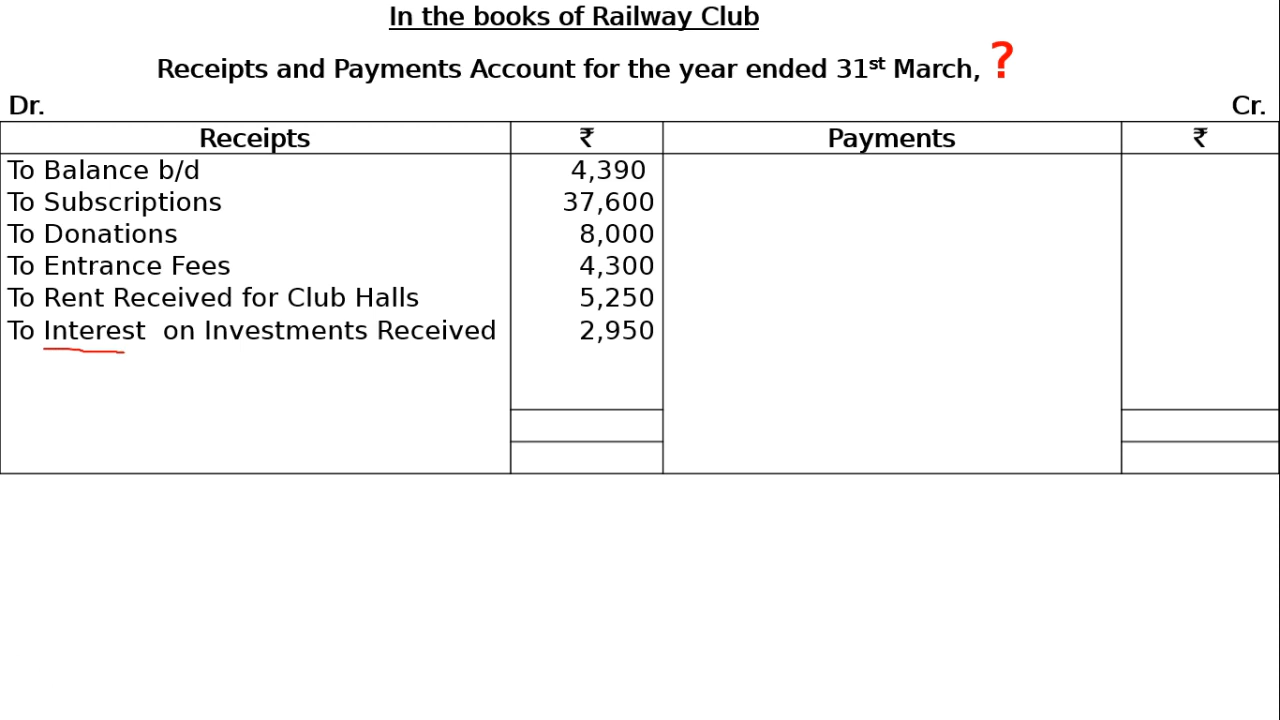 In the books of Railway Club
Receipts and Payments Account for the year ended 31st March, ?
Dr. Cr.
Receipts ₹ Payments ₹
To Balance b/d 4,390
To Subscriptions 37,600
To Donations 8,000
To Entrance Fees 4,300
To Rent Received for Club Halls 5,250
To Interest on Investments Received 2,950